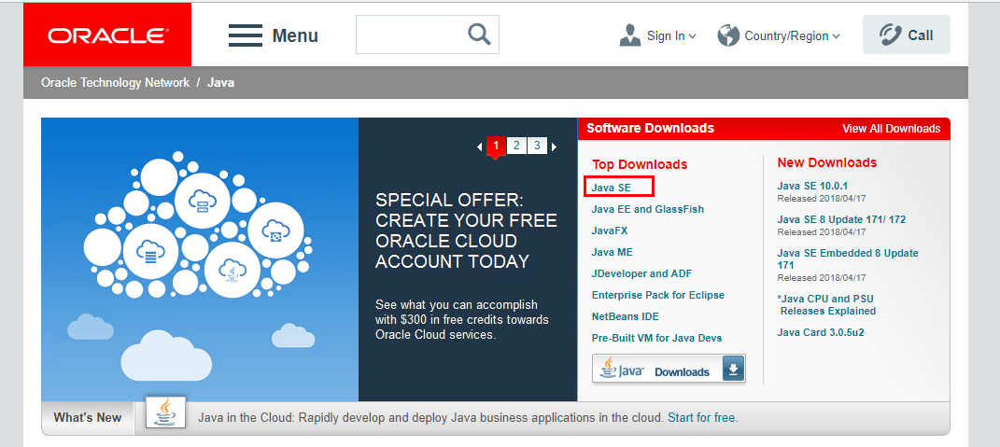 ORACLE®
Menu
Sign In
Country/Region
Call
Oracle Technology Network / Java
1 2 3
SPECIAL OFFER:
CREATE YOUR FREE
ORACLE CLOUD
ACCOUNT TODAY
See what you can accomplish
with $300 in free credits towards
Oracle Cloud services.
Software Downloads
View All Downloads
Top Downloads
Java SE
Java EE and GlassFish
JavaFX
Java ME
JDeveloper and ADF
Enterprise Pack for Eclipse
NetBeans IDE
Pre-Built VM for Java Devs
Java Downloads
New Downloads
Java SE 10.0.1
Released 2018/04/17
Java SE 8 Update 171/ 172
Released 2018/04/17
Java SE Embedded 8 Update
171
Released 2018/04/17
*Java CPU and PSU
Releases Explained
Java Card 3.0.5u2
What's New
Java in the Cloud: Rapidly develop and deploy Java business applications in the cloud. Start for free.